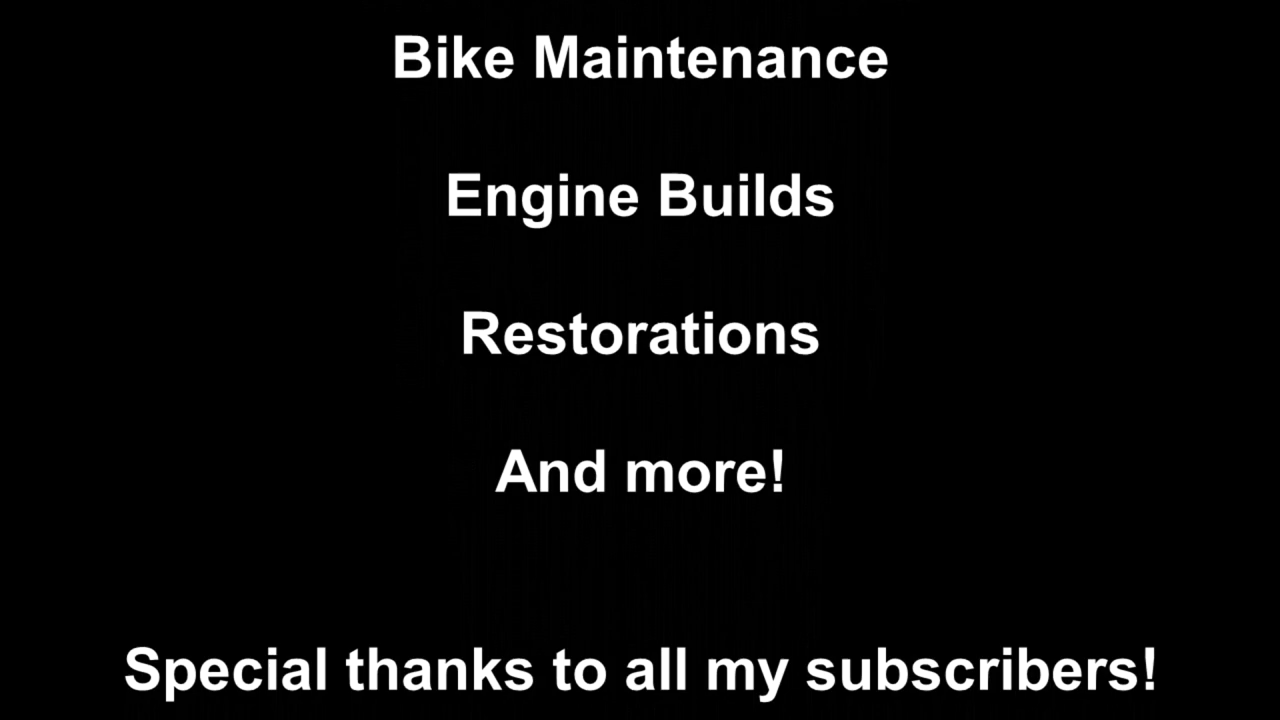 Bike Maintenance
Engine Builds
Restorations
And more!
Special thanks to all my subscribers!